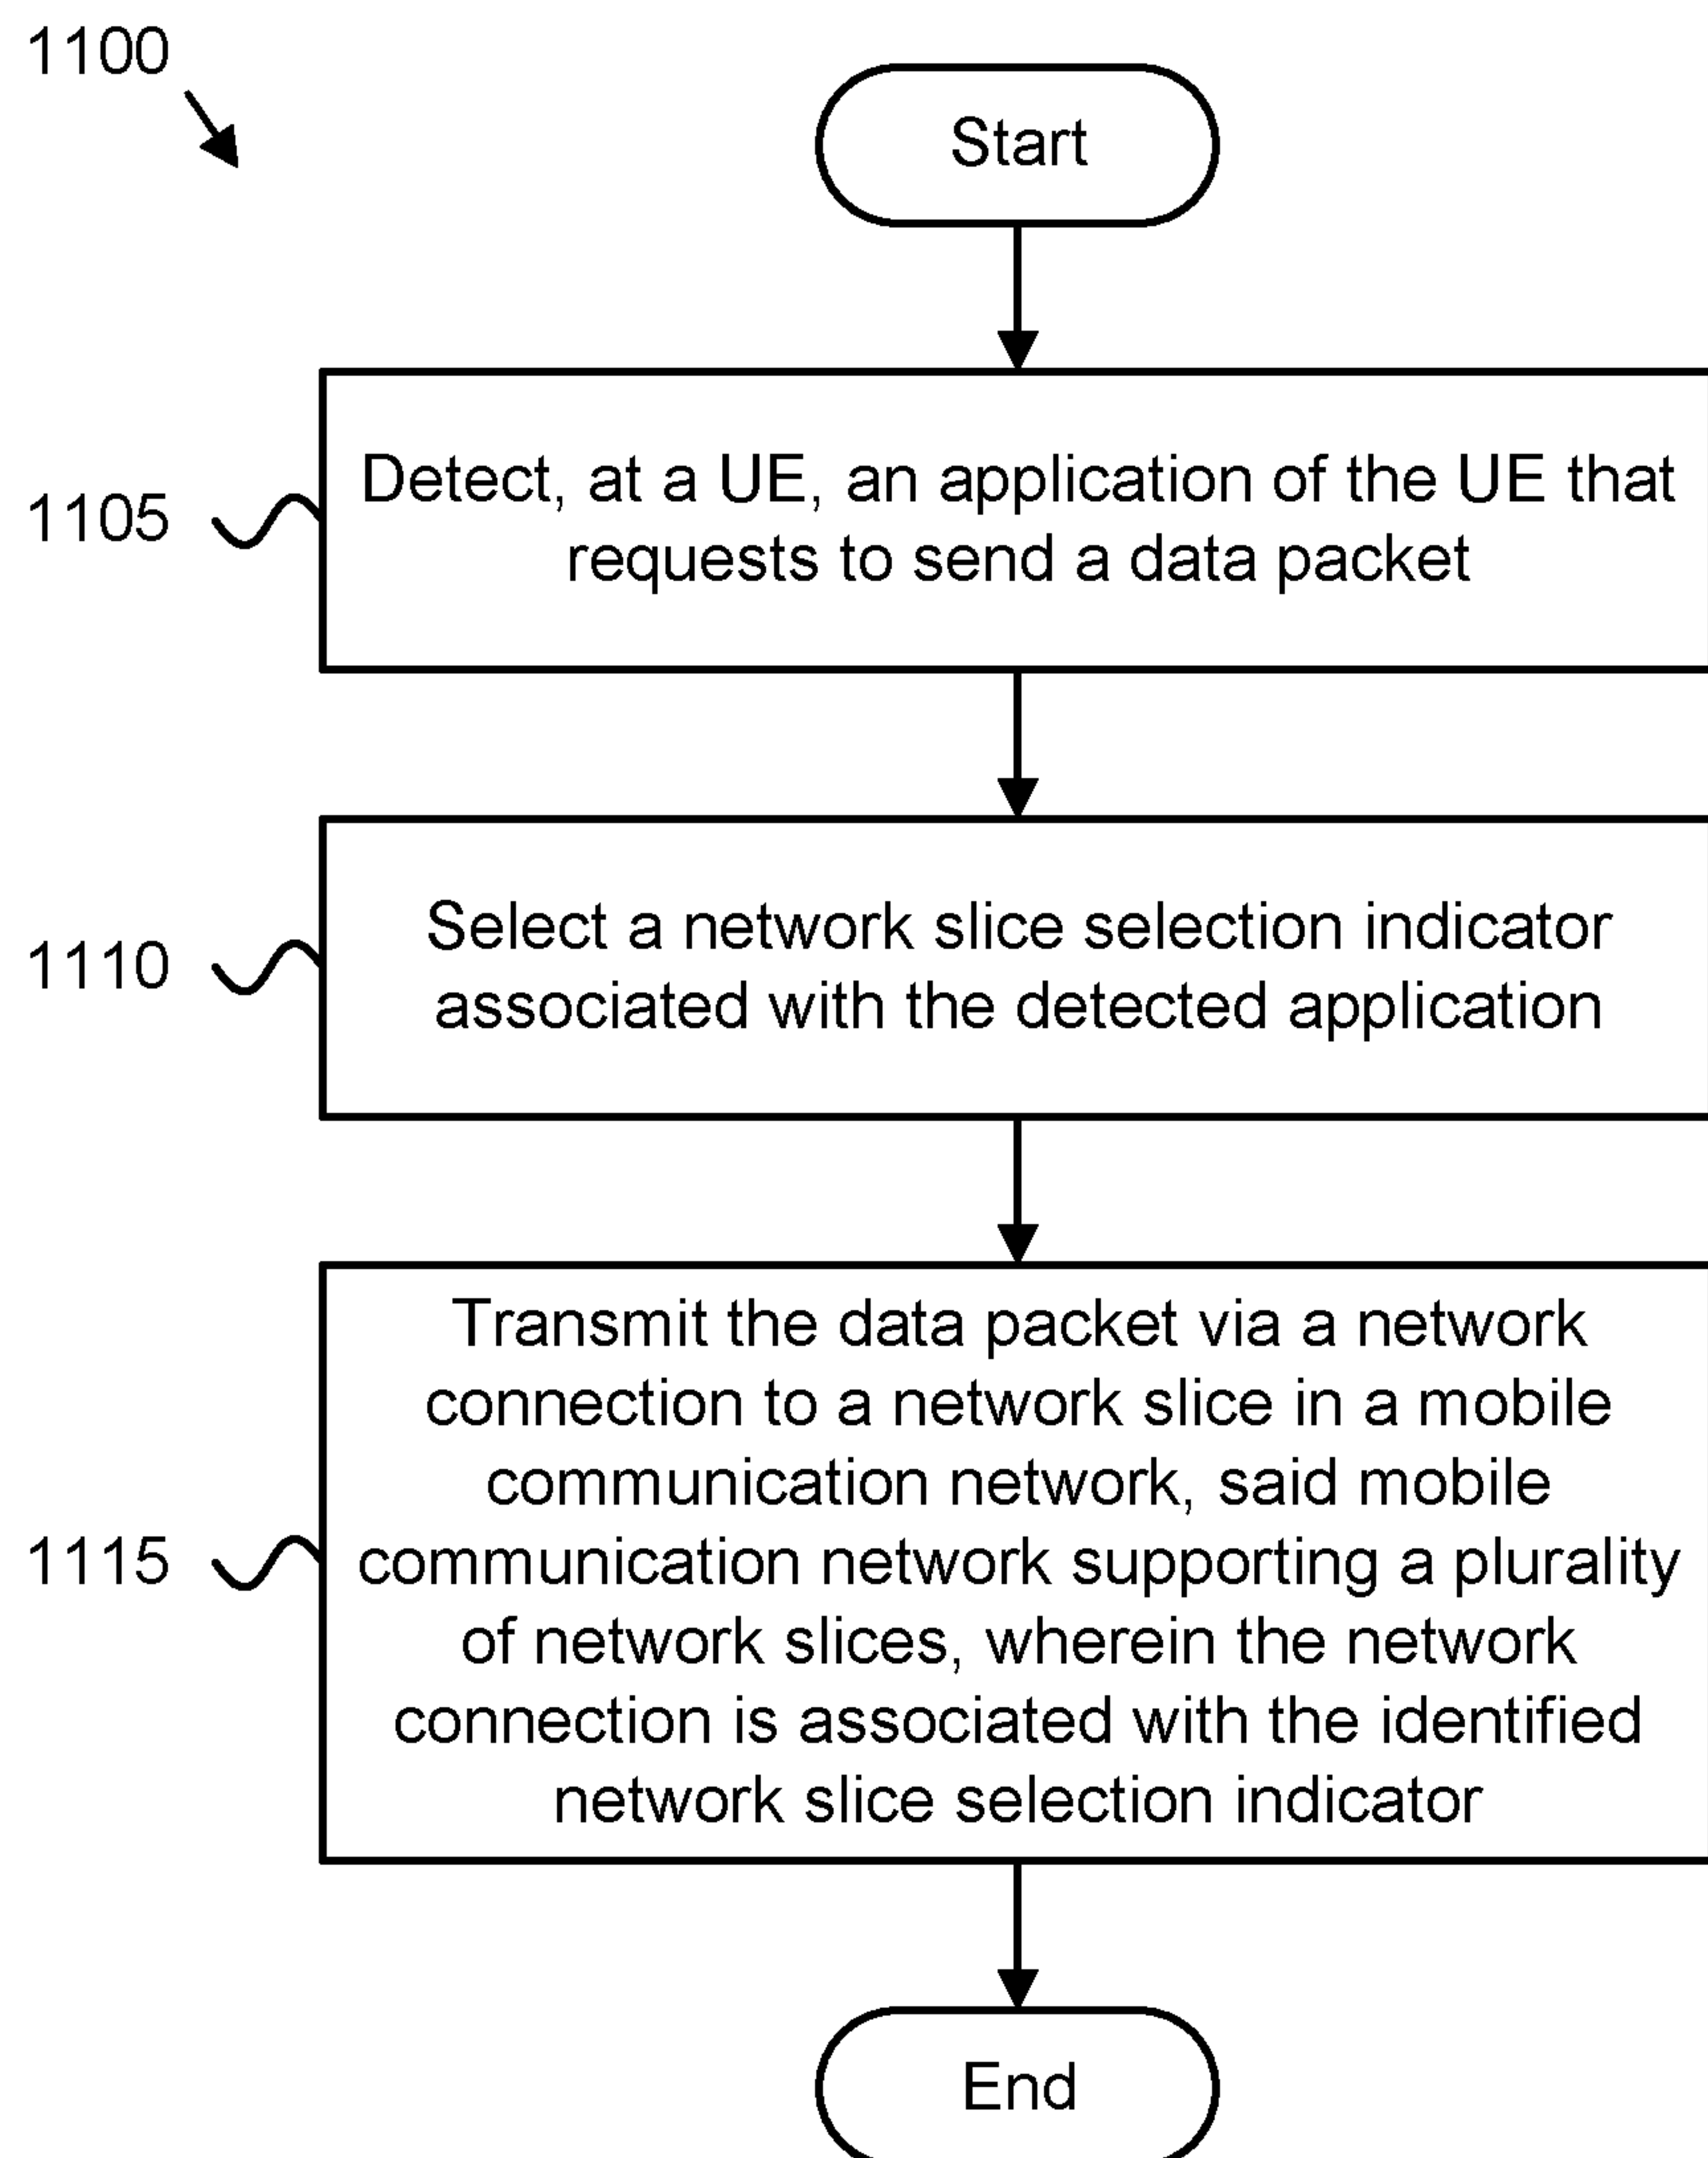 1100
Start
1105
Detect, at a UE, an application of the UE that
requests to send a data packet
1110
Select a network slice selection indicator
associated with the detected application
1115
Transmit the data packet via a network
connection to a network slice in a mobile
communication network, said mobile
communication network supporting a plurality
of network slices, wherein the network
connection is associated with the identified
network slice selection indicator
End